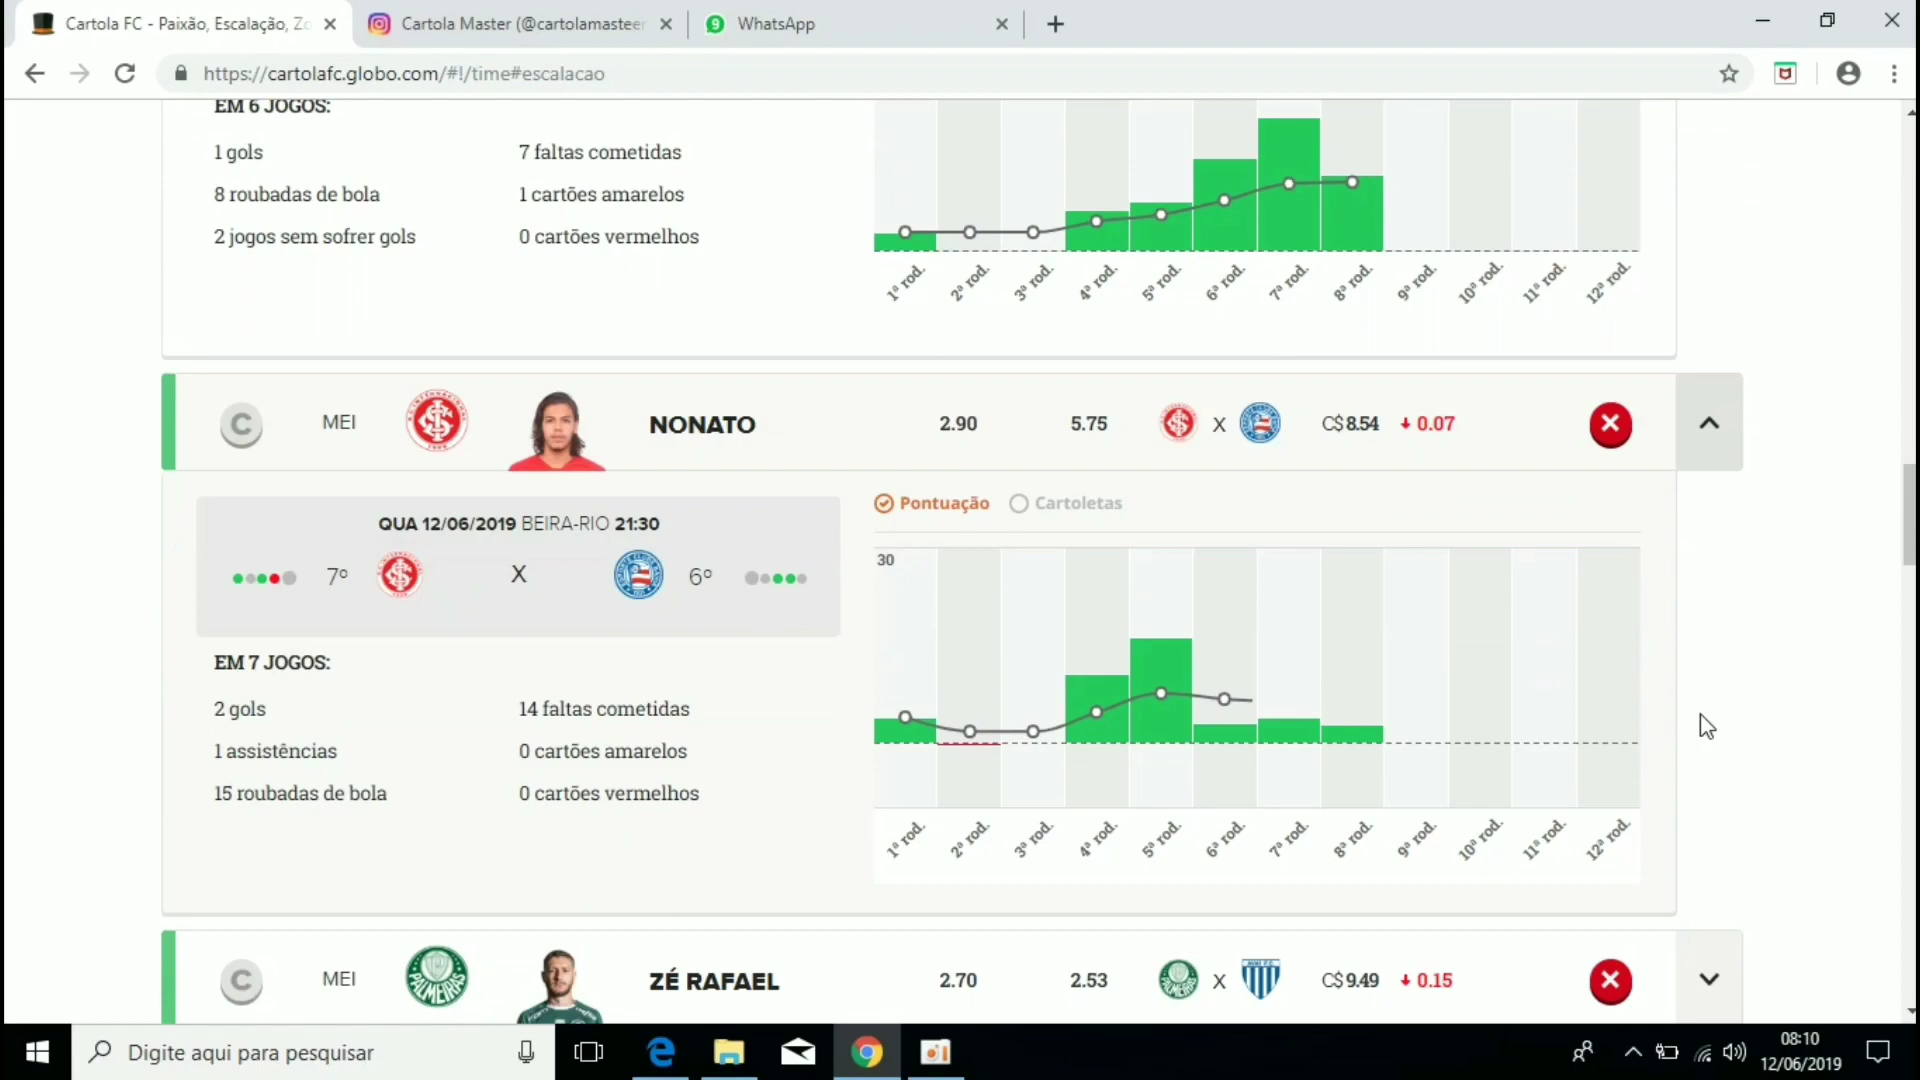 Cartola FC - Paixão, Escalação, Zo
Cartola Master (@cartolamasteer
9
WhatsApp
https://cartolafc.globo.com/#!/time#escalacao
EM 6 JOGOS:
1 gols
7 faltas cometidas
8 roubadas de bola
1 cartões amarelos
2 jogos sem sofrer gols
0 cartões vermelhos
1ª rod. 2ª rod. 3ª rod. 4ª rod. 5ª rod. 6ª rod. 7ª rod. 8ª rod. 9ª rod. 10ª rod. 11ª rod. 12ª rod.
C MEI NONATO 2.90 5.75 X C$ 8.54 0.07
QUA 12/06/2019 BEIRA-RIO 21:30
7º X 6º
EM 7 JOGOS:
2 gols
14 faltas cometidas
1 assistências
0 cartões amarelos
15 roubadas de bola
0 cartões vermelhos
Pontuação Cartoletas
30
1ª rod. 2ª rod. 3ª rod. 4ª rod. 5ª rod. 6ª rod. 7ª rod. 8ª rod. 9ª rod. 10ª rod. 11ª rod. 12ª rod.
C MEI PALMEIRAS ZÉ RAFAEL 2.70 2.53 X C$ 9.49 0.15
Digite aqui para pesquisar
08:10
12/06/2019